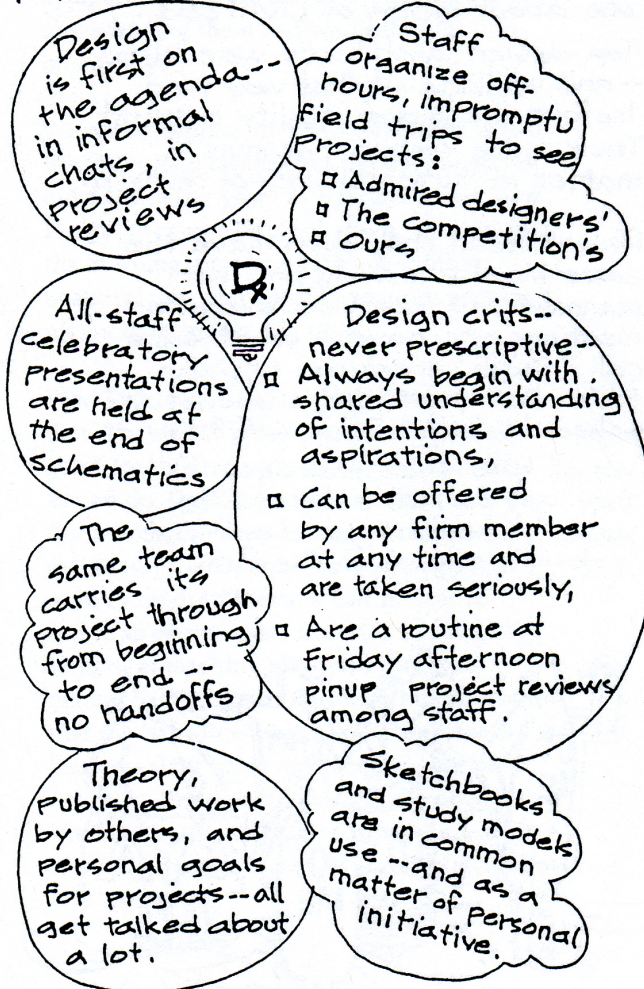 Design
is first on
the agenda--
in informal
chats, in
project
reviews
Staff
organize off-
hours, impromptu
field trips to see
projects:
¤ Admired designers'
¤ The competition's
¤ Ours
Dx
All-staff
celebratory
presentations
are held at
the end of
schematics
Design crits--
never prescriptive--
¤ Always begin with
shared understanding
of intentions and
aspirations,
¤ Can be offered
by any firm member
at any time and
are taken seriously,
¤ Are a routine at
Friday afternoon
pinup project reviews
among staff.
The
same team
carries its
project through
from beginning
to end --
no handoffs
Theory,
published work
by others, and
personal goals
for projects--all
get talked about
a lot.
Sketchbooks
and study models
are in common
use --and as a
matter of personal
initiative.